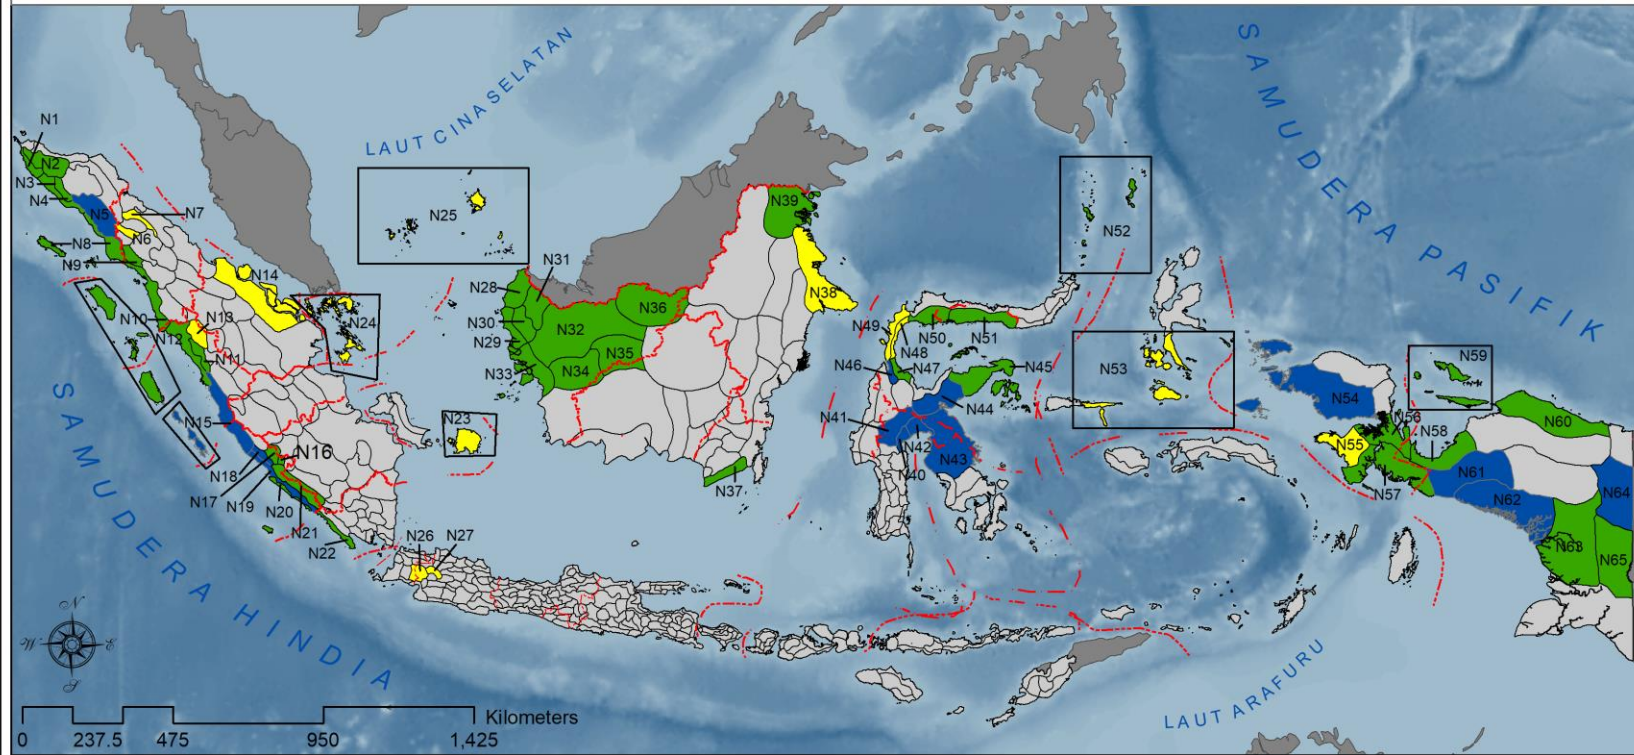 SAMUDERA PASIFIK
LAUT CINA SELATAN
N1
N2
N3
N4
N5
N7
N6
N8
N9
N25
N52
N39
N14
N31
N28
N36
N38
N24
N30
N32
N10
N13
N12
N29
N49
N50
N51
N11
N35
N48
N59
N33
N34
N46
N47
N45
N53
N54
N44
N15
N23
N41
N56
N60
N55
N58
N42
N16
N43
N61
N18
N40
N37
N57
N64
N17
N62
N19
N20
N21
N26
N27
N22
N63
N65
SAMUDERA HINDIA
LAUT ARAFURU
N
W
S
S
Kilometers
0 237.5 475 950 1,425